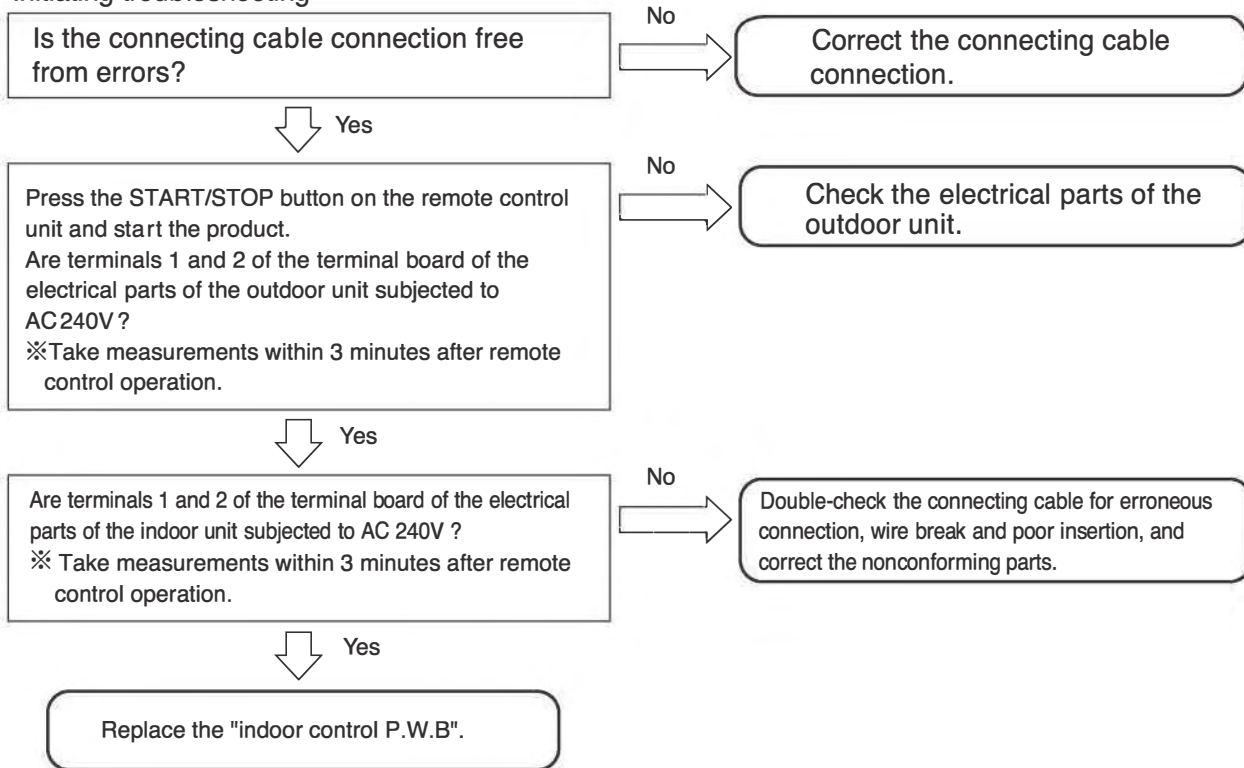 Initiating troubleshooting
Is the connecting cable connection free
from errors?
No
Correct the connecting cable
connection.
Yes
Press the START/STOP button on the remote control
unit and start the product.
Are terminals 1 and 2 of the terminal board of the
electrical parts of the outdoor unit subjected to
AC240V?
※Take measurements within 3 minutes after remote
control operation.
No
Check the electrical parts of the
outdoor unit.
Yes
Are terminals 1 and 2 of the terminal board of the electrical
parts of the indoor unit subjected to AC 240V ?
※ Take measurements within 3 minutes after remote
control operation.
No
Double-check the connecting cable for erroneous
connection, wire break and poor insertion, and
correct the nonconforming parts.
Yes
Replace the "indoor control P.W.B".